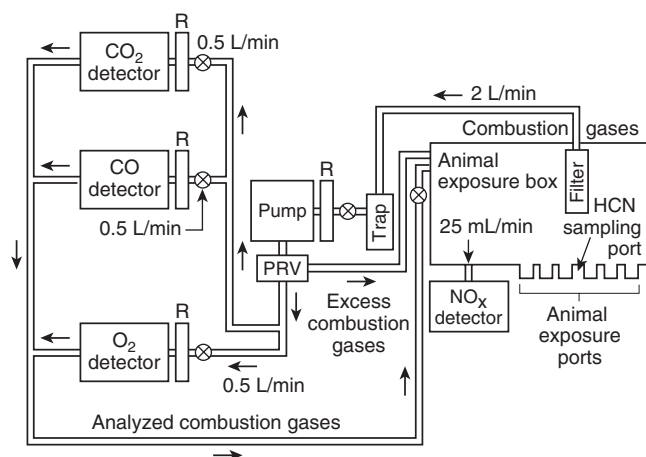 R
0.5 L/min
CO₂
detector
2 L/min
Combustion gases
R
CO
detector
R
Animal
exposure box
Filter
Pump
Trap
HCN
sampling
port
0.5 L/min
25 mL/min
PRV
Excess
combustion
gases
NOₓ
detector
Animal
exposure
ports
R
O₂
detector
0.5 L/min
Analyzed combustion gases